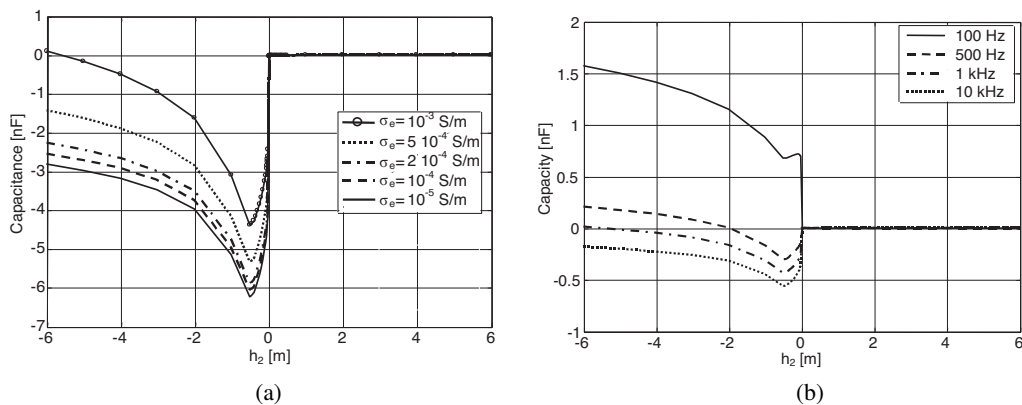 1
0
-1
-2
-3
-4
-5
-6
-7
Capacitance [nF]
σe= 10-3 S/m
σe= 5 10-4 S/m
σe= 2 10-4 S/m
σe= 10-4 S/m
σe= 10-5 S/m
-6 -4 -2 0 2 4 6
h2 [m]
(a)
2
1.5
1
0.5
0
-0.5
-1
Capacity [nF]
100 Hz
500 Hz
1 kHz
10 kHz
-6 -4 -2 0 2 4 6
h2 [m]
(b)